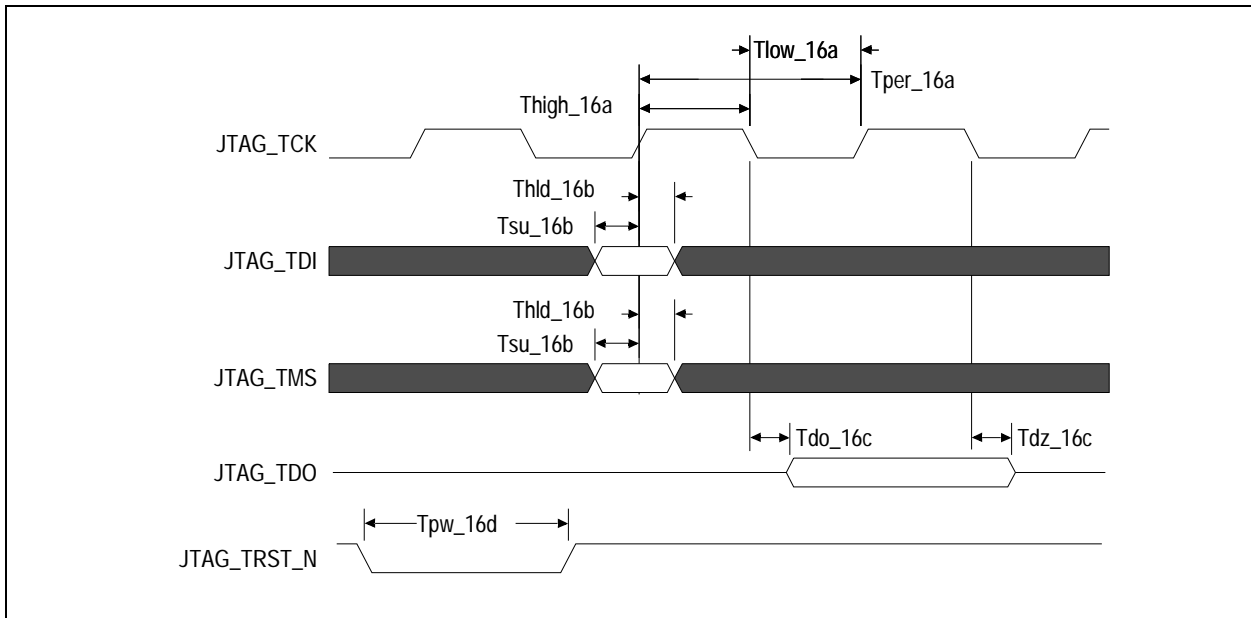 Tlow_16a
Tper_16a
Thigh_16a
JTAG_TCK
Thld_16b
Tsu_16b
JTAG_TDI
Thld_16b
Tsu_16b
JTAG_TMS
Tdo_16c
Tdz_16c
JTAG_TDO
Tpw_16d
JTAG_TRST_N